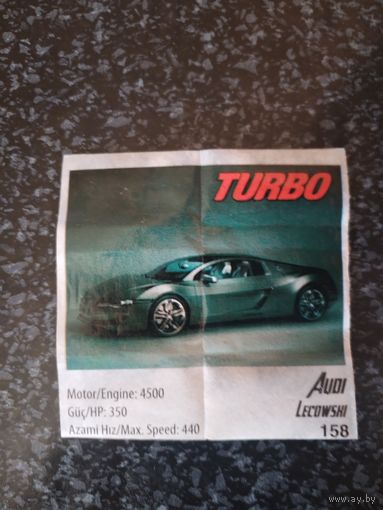 TURBO
Motor/Engine: 4500
Güç/HP: 350
Azami Hız/Max. Speed: 440
AUDI
LECOWSKI
158
www.ay.by